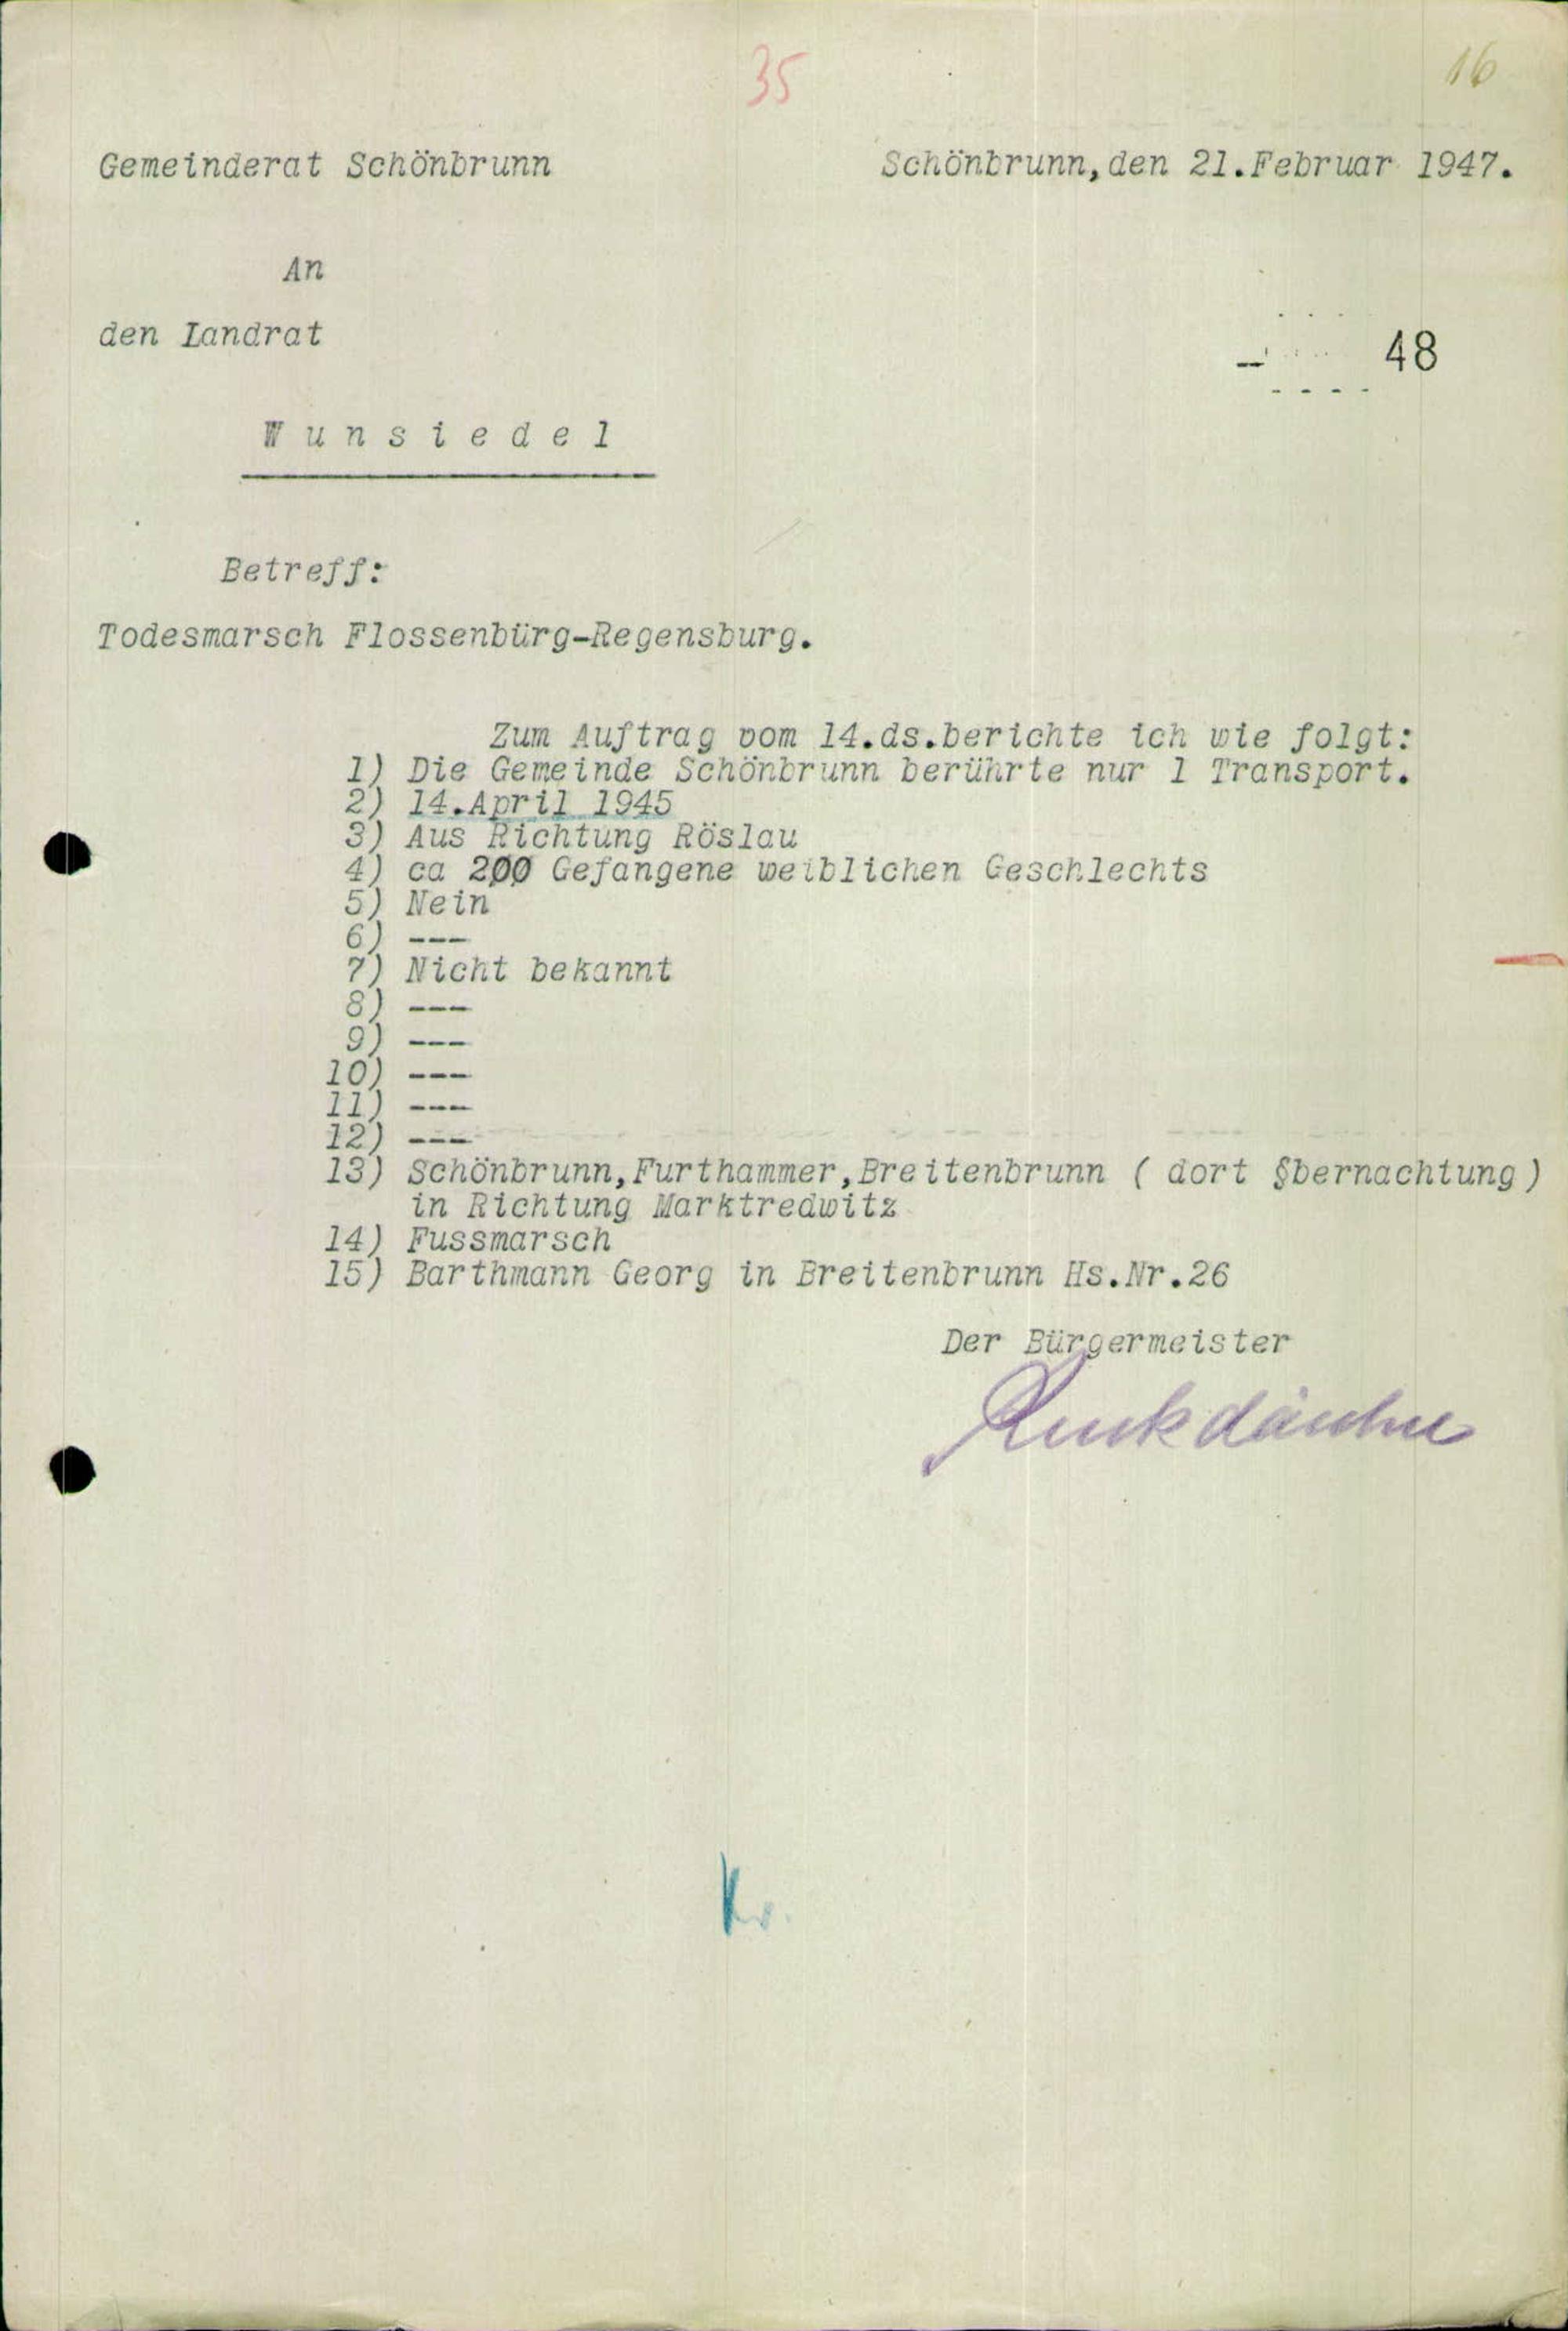 35
16
Gemeinderat Schönbrunn
Schönbrunn,den 21.Februar 1947.
An
den Landrat
48
W u n s i e d e l
Betreff:
Todesmarsch Flossenbürg-Regensburg.
Zum Auftrag vom 14.ds.berichte ich wie folgt:
1) Die Gemeinde Schönbrunn berührte nur 1 Transport.
2) 14.April 1945
3) Aus Richtung Röslau
4) ca 200 Gefangene weiblichen Geschlechts
5) Nein
6) ---
7) Nicht bekannt
8) ---
9) ---
10) ---
11) ---
12) ---
13) Schönbrunn,Furthammer,Breitenbrunn ( dort §bernachtung)
in Richtung Marktredwitz
14) Fussmarsch
15) Barthmann Georg in Breitenbrunn Hs.Nr.26
Der Bürgermeister
Kr.